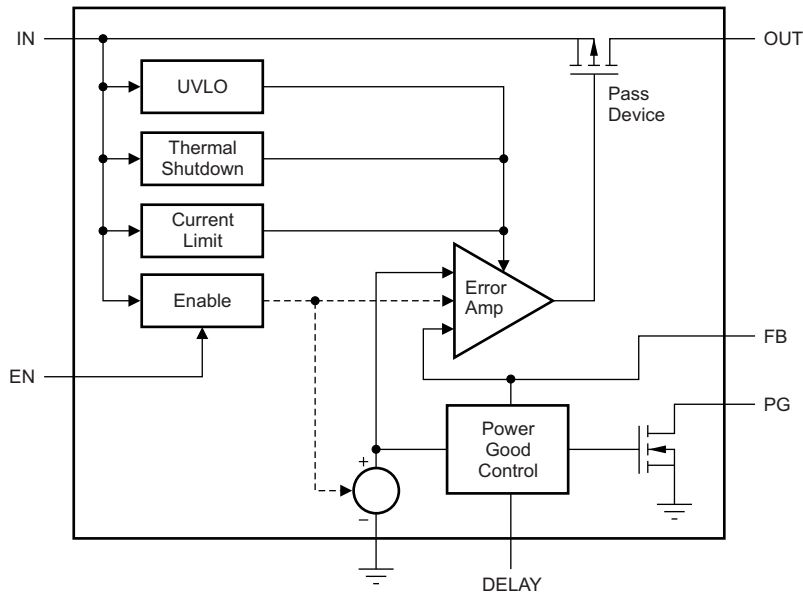 IN
OUT
UVLO
Pass
Device
Thermal
Shutdown
Current
Limit
Error
Amp
Enable
FB
EN
PG
Power
Good
Control
+
–
DELAY